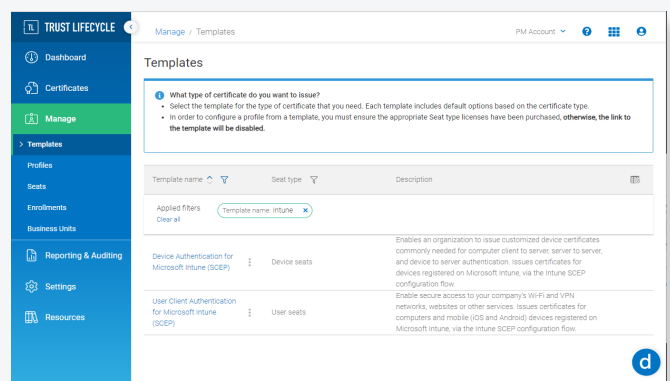 TL TRUST LIFECYCLE
Manage / Templates
PM Account
Dashboard
Certificates
Manage
Templates
Profiles
Seats
Enrollments
Business Units
Reporting & Auditing
Settings
Resources
Templates
What type of certificate do you want to issue?
• Select the template for the type of certificate that you need. Each template includes default options based on the certificate type.
• In order to configure a profile from a template, you must ensure the appropriate Seat type licenses have been purchased, otherwise, the link to
the template will be disabled.
Template name Seat type Description
Applied filters
Clear all
Template name: Intune ×
Device Authentication for
Microsoft Intune (SCEP)
Device seats
Enables an organization to issue customized device certificates
commonly needed for computer client to server, server to server,
and device to server authentication. Issues certificates for
devices registered on Microsoft Intune, via the Intune SCEP
configuration flow.
User Client Authentication
for Microsoft Intune
(SCEP)
User seats
Enable secure access to your company's Wi-Fi and VPN
networks, websites or other services. Issues certificates for
computers and mobile (iOS and Android) devices registered on
Microsoft Intune, via the Intune SCEP configuration flow.
d